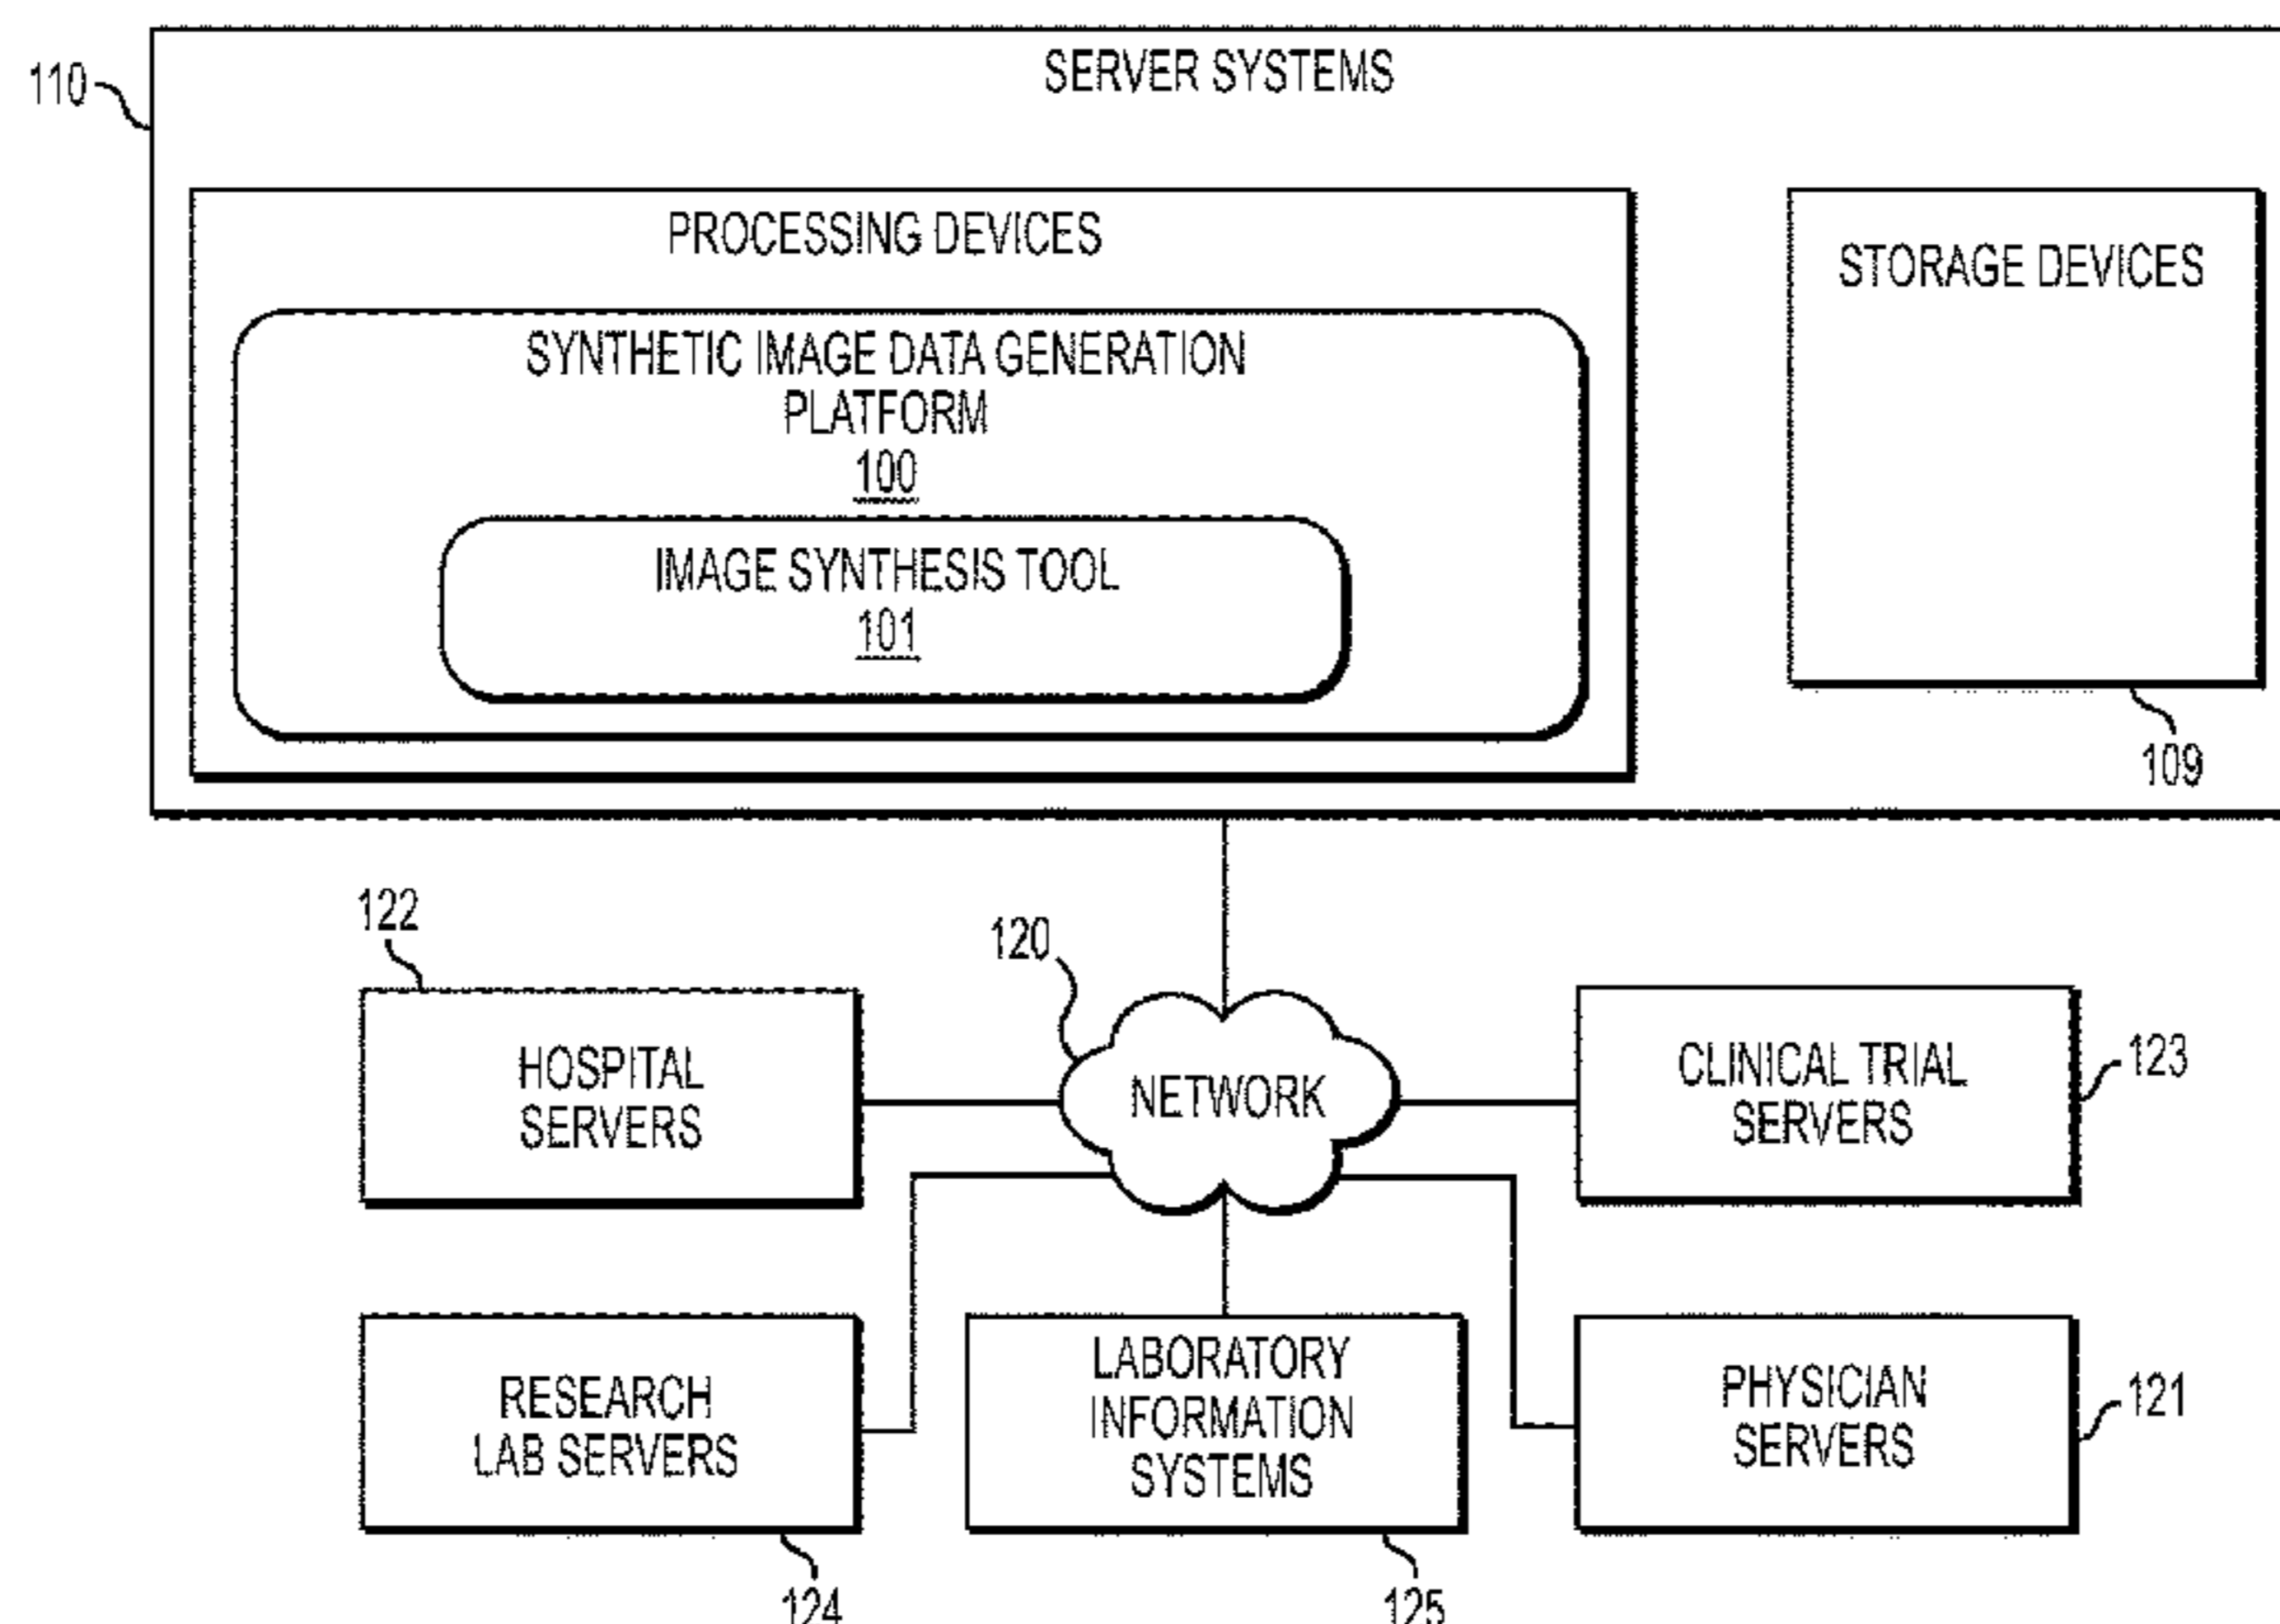 SERVER SYSTEMS
110
PROCESSING DEVICES
SYNTHETIC IMAGE DATA GENERATION
PLATFORM
100
IMAGE SYNTHESIS TOOL
101
STORAGE DEVICES
109
122
120
HOSPITAL
SERVERS
NETWORK
CLINICAL TRIAL
SERVERS
123
RESEARCH
LAB SERVERS
124
LABORATORY
INFORMATION
SYSTEMS
125
PHYSICIAN
SERVERS
121